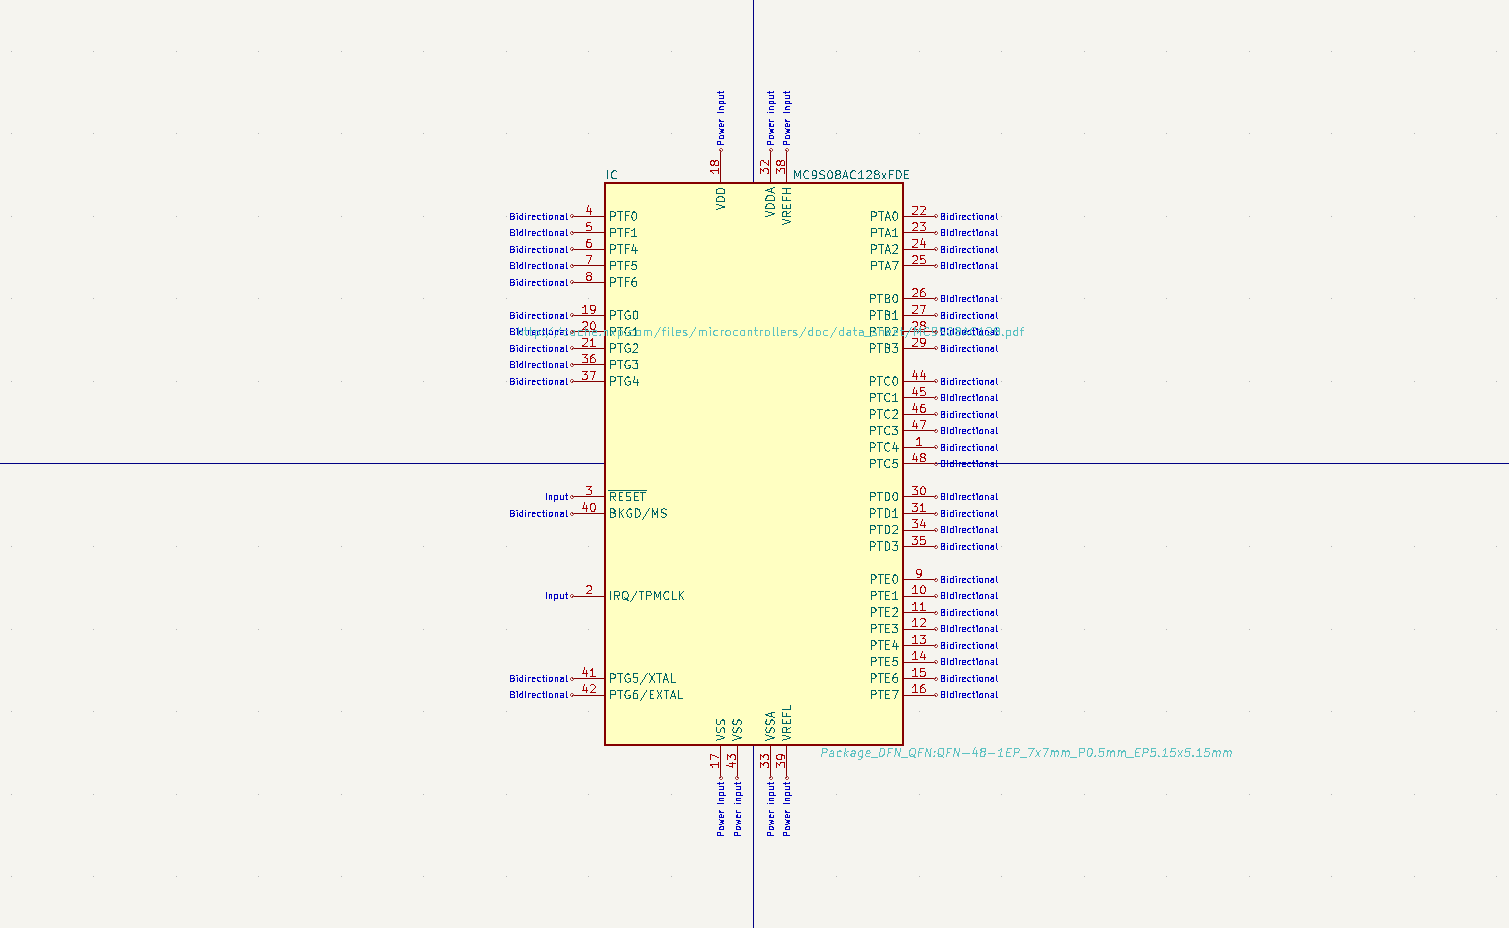 Power Input
Power Input
Power Input
18
32
38
IC
MC9S08AC128xFDE
VDD
VDDA
VREFH
Bidirectional 4 PTF0
PTA0 22 Bidirectional
Bidirectional 5 PTF1
PTA1 23 Bidirectional
Bidirectional 6 PTF4
PTA2 24 Bidirectional
Bidirectional 7 PTF5
PTA7 25 Bidirectional
Bidirectional 8 PTF6
PTB0 26 Bidirectional
Bidirectional 19 PTG0
PTB1 27 Bidirectional
Bidirectional 20 PTG1
PTB2 28 Bidirectional
.com/files/microcontrollers/doc/data_
.pdf
Bidirectional 21 PTG2
PTB3 29 Bidirectional
Bidirectional 36 PTG3
Bidirectional 37 PTG4
PTC0 44 Bidirectional
PTC1 45 Bidirectional
PTC2 46 Bidirectional
PTC3 47 Bidirectional
PTC4 1 Bidirectional
PTC5 48 Bidirectional
Input 3 RESET
PTD0 30 Bidirectional
Bidirectional 40 BKGD/MS
PTD1 31 Bidirectional
PTD2 34 Bidirectional
PTD3 35 Bidirectional
PTE0 9 Bidirectional
Input 2 IRQ/TPMCLK
PTE1 10 Bidirectional
PTE2 11 Bidirectional
PTE3 12 Bidirectional
PTE4 13 Bidirectional
PTE5 14 Bidirectional
Bidirectional 41 PTG5/XTAL
PTE6 15 Bidirectional
Bidirectional 42 PTG6/EXTAL
PTE7 16 Bidirectional
VSS
VSS
VSSA
VREFL
Package_DFN_QFN:QFN-48-1EP_7x7mm_P0.5mm_EP5.15x5.15mm
17
43
33
39
Power Input
Power Input
Power Input
Power Input